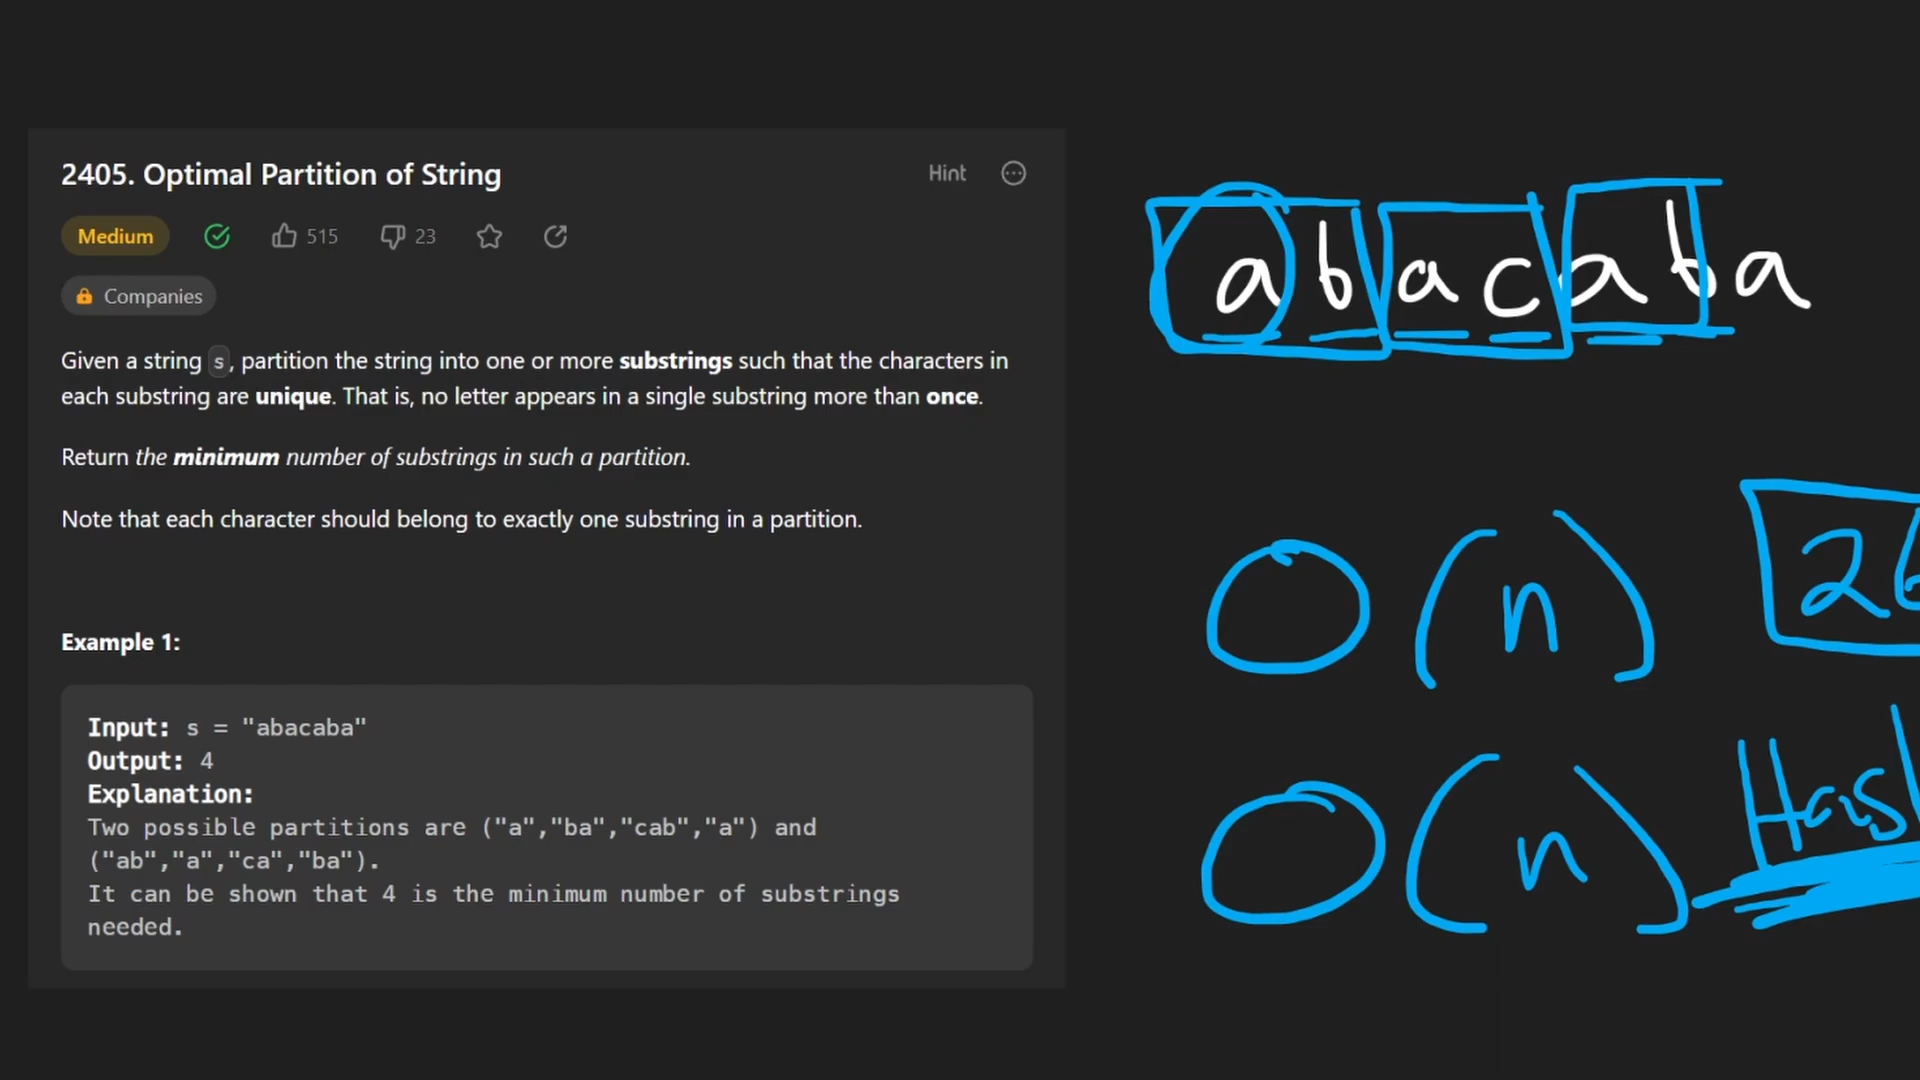 2405. Optimal Partition of String
Hint
Medium
515
23
Companies
Given a string s, partition the string into one or more substrings such that the characters in
each substring are unique. That is, no letter appears in a single substring more than once.
Return the minimum number of substrings in such a partition.
Note that each character should belong to exactly one substring in a partition.
Example 1:
Input: s = "abacaba"
Output: 4
Explanation:
Two possible partitions are ("a","ba","cab","a") and
("ab","a","ca","ba").
It can be shown that 4 is the minimum number of substrings
needed.
abacaba
O(n)
26
O(n)
Has